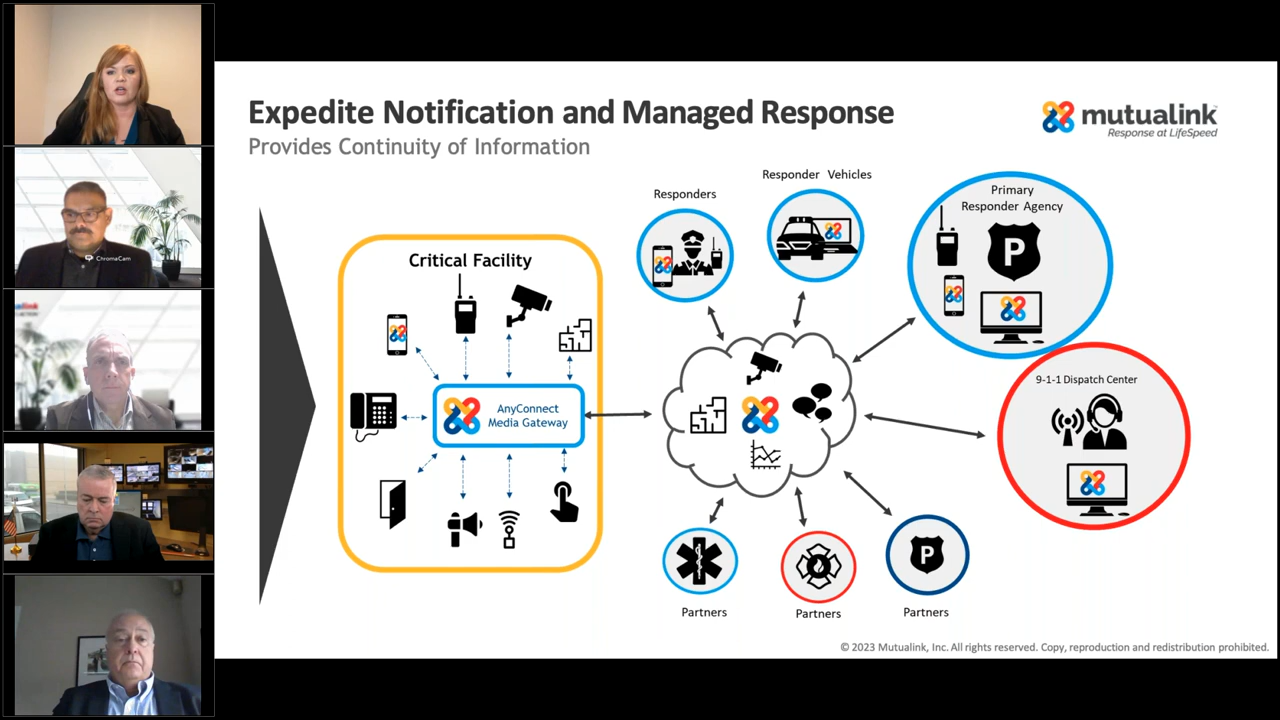 Expedite Notification and Managed Response
Provides Continuity of Information
mutualink™
Response at LifeSpeed
Critical Facility
AnyConnect
Media Gateway
Responders
Responder Vehicles
Primary
Responder Agency
P
9-1-1 Dispatch Center
P
Partners
Partners
Partners
© 2023 Mutualink, Inc. All rights reserved. Copy, reproduction and redistribution prohibited.
ChromaCam